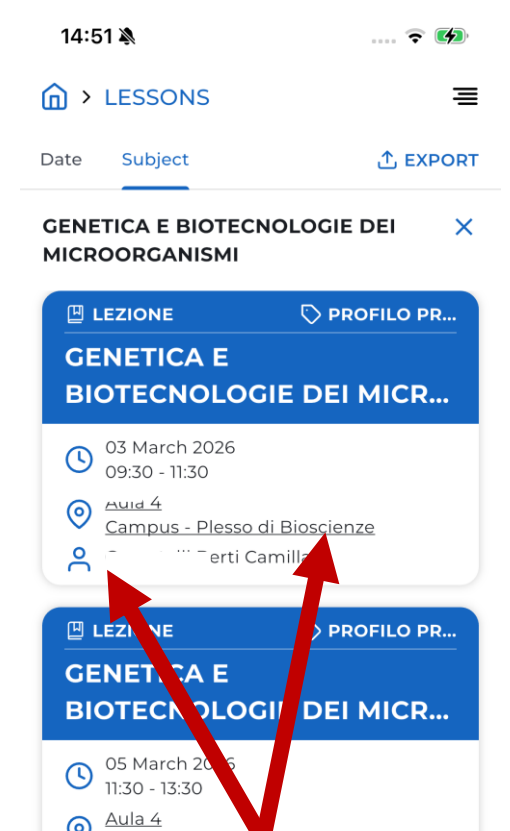 14:51
> LESSONS
Date Subject EXPORT
GENETICA E BIOTECNOLOGIE DEI
MICROORGANISMI
LEZIONE PROFILO PR...
GENETICA E
BIOTECNOLOGIE DEI MICR...
03 March 2026
09:30 - 11:30
Aula 4
Campus - Plesso di Bioscienze
Camilla
LEZIONE PROFILO PR...
GENETICA E
BIOTECNOLOGIE DEI MICR...
05 March 2026
11:30 - 13:30
Aula 4